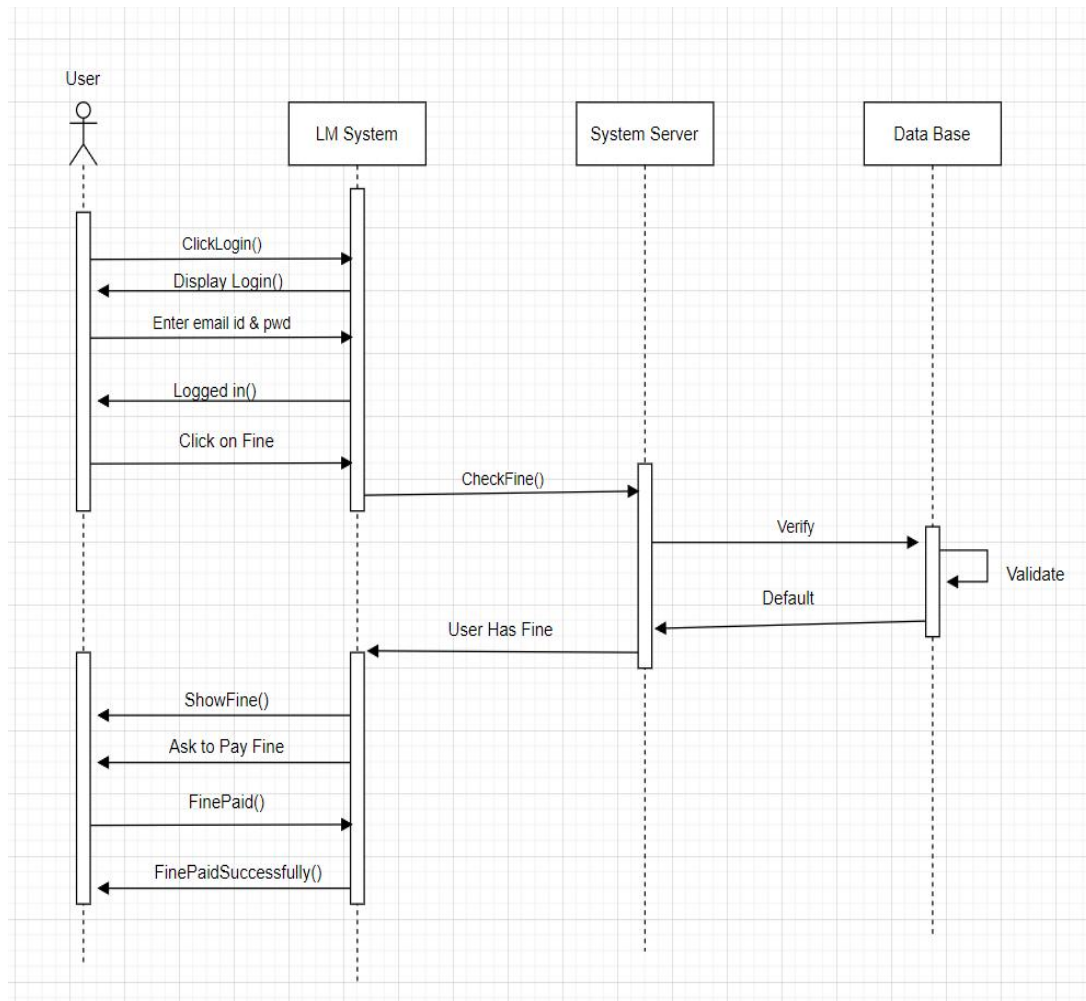 User
LM System
System Server
Data Base
ClickLogin()
Display Login()
Enter email id & pwd
Logged in()
Click on Fine
CheckFine()
Verify
Validate
Default
User Has Fine
ShowFine()
Ask to Pay Fine
FinePaid()
FinePaidSuccessfully()